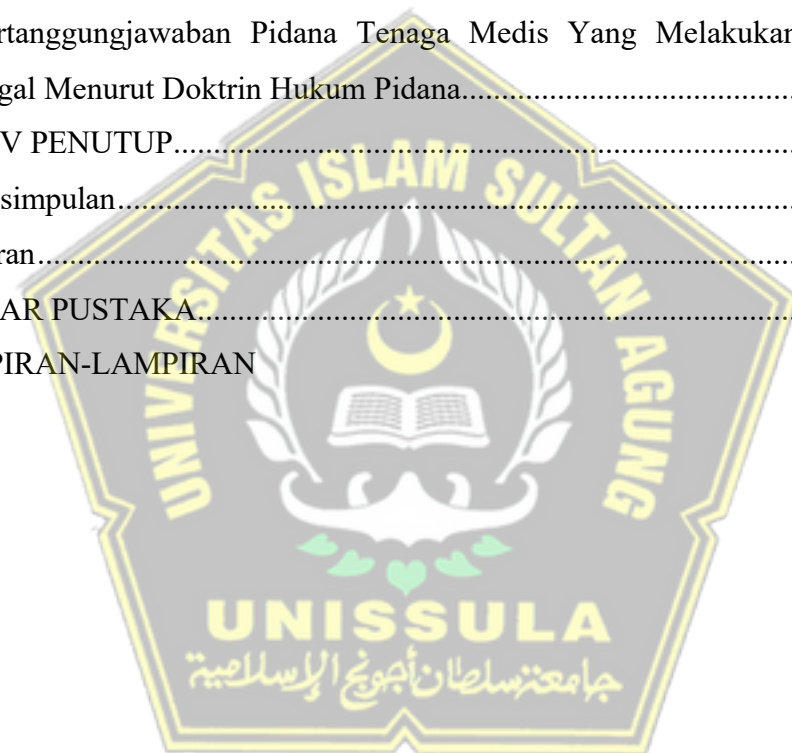 rtanggungjawaban Pidana Tenaga Medis Yang Melakukan
gal Menurut Doktrin Hukum Pidana....................................................
V PENUTUP....................................................................................
simpulan............................................................................................
ran......................................................................................................
AR PUSTAKA................................................................................
PIRAN-LAMPIRAN
UNIVERSITAS ISLAM SULTAN AGUNG
UNISSULA
جامعة سلطان أجونج الإسلامية